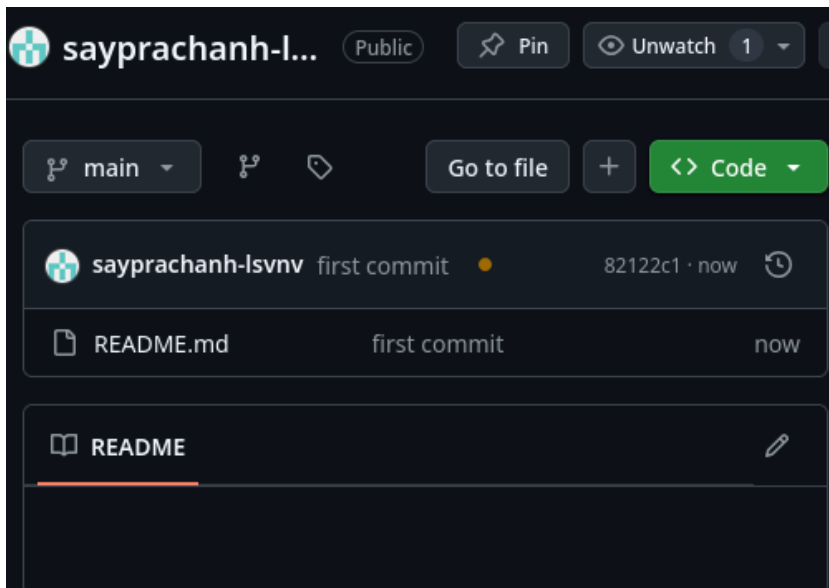 sayprachanh-l... Public Pin Unwatch 1
main Go to file + Code
sayprachanh-lsvnv first commit 82122c1 · now
README.md first commit now
README